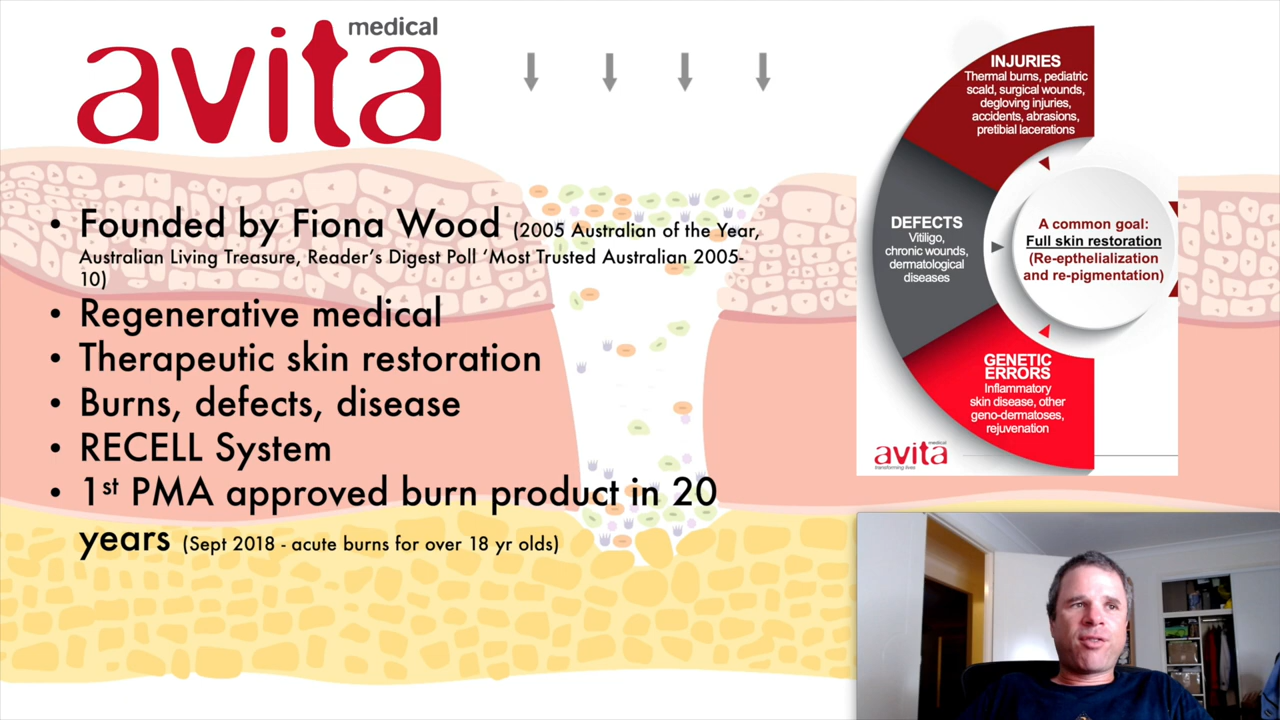 medical
avita
• Founded by Fiona Wood (2005 Australian of the Year,
Australian Living Treasure, Reader's Digest Poll ‘Most Trusted Australian 2005-
10)
• Regenerative medical
• Therapeutic skin restoration
• Burns, defects, disease
• RECELL System
• 1st PMA approved burn product in 20
years (Sept 2018 - acute burns for over 18 yr olds)
INJURIES
Thermal burns, pediatric
scald, surgical wounds,
degloving injuries,
accidents, abrasions,
pretibial lacerations
DEFECTS
Vitiligo,
chronic wounds,
dermatological
diseases
A common goal:
Full skin restoration
(Re-epthelialization
and re-pigmentation)
GENETIC
ERRORS
Inflammatory
skin disease, other
geno-dermatoses,
rejuvenation
medical
avita
transforming lives